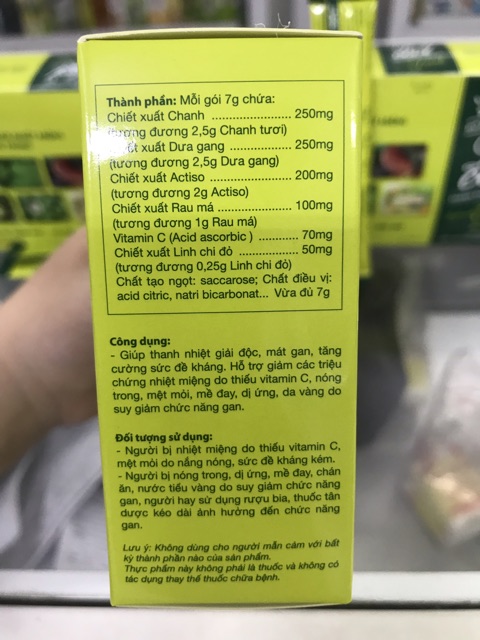 Thành phần: Mỗi gói 7g chứa:
Chiết xuất Chanh ........................ 250mg
(tương đương 2,5g Chanh tươi)
Chiết xuất Dưa gang ................. 250mg
(tương đương 2,5g Dưa gang)
Chiết xuất Actiso ....................... 200mg
(tương đương 2g Actiso)
Chiết xuất Rau má ..................... 100mg
(tương đương 1g Rau má)
Vitamin C (Acid ascorbic ) ............ 70mg
Chiết xuất Linh chi đỏ ................. 50mg
(tương đương 0,25g Linh chi đỏ)
Chất tạo ngọt: saccarose; Chất điều vị:
acid citric, natri bicarbonat... Vừa đủ 7g
Công dụng:
- Giúp thanh nhiệt giải độc, mát gan, tăng
cường sức đề kháng. Hỗ trợ giảm các triệu
chứng nhiệt miệng do thiếu vitamin C, nóng
trong, mệt mỏi, mề đay, dị ứng, da vàng do
suy giảm chức năng gan.
Đối tượng sử dụng:
- Người bị nhiệt miệng do thiếu vitamin C,
mệt mỏi do nắng nóng, sức đề kháng kém.
- Người bị nóng trong, dị ứng, mề đay, chán
ăn, nước tiểu vàng do suy giảm chức năng
gan, người hay sử dụng rượu bia, thuốc tân
dược kéo dài ảnh hưởng đến chức năng
gan.
Lưu ý: Không dùng cho người mẫn cảm với bất
kỳ thành phần nào của sản phẩm.
Thực phẩm này không phải là thuốc và không có
tác dụng thay thế thuốc chữa bệnh.